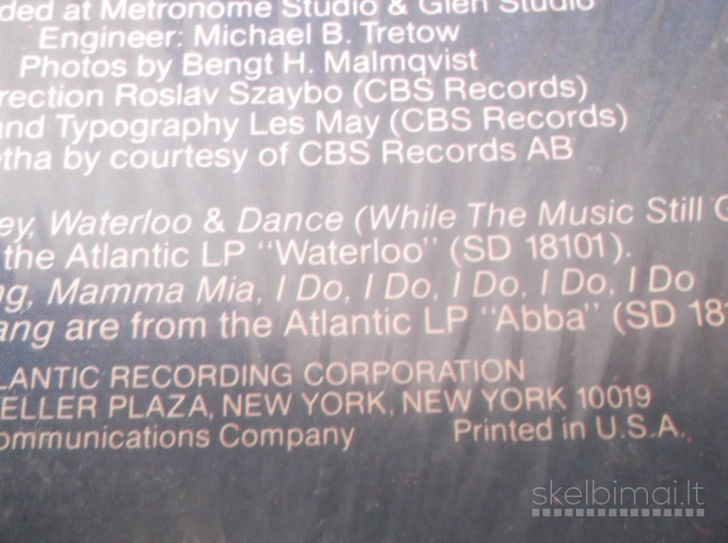 ded at Metronome Studio & Glen Studio
Engineer: Michael B. Tretow
Photos by Bengt H. Malmqvist
rection Roslav Szaybo (CBS Records)
and Typography Les May (CBS Records)
tha by courtesy of CBS Records AB
ey, Waterloo & Dance (While The Music Still G
the Atlantic LP "Waterloo" (SD 18101).
ng, Mamma Mia, I Do, I Do, I Do, I Do, I Do
ang are from the Atlantic LP "Abba" (SD 181
LANTIC RECORDING CORPORATION
ELLER PLAZA, NEW YORK, NEW YORK 10019
ommunications Company Printed in U.S.A.
skelbimai.lt